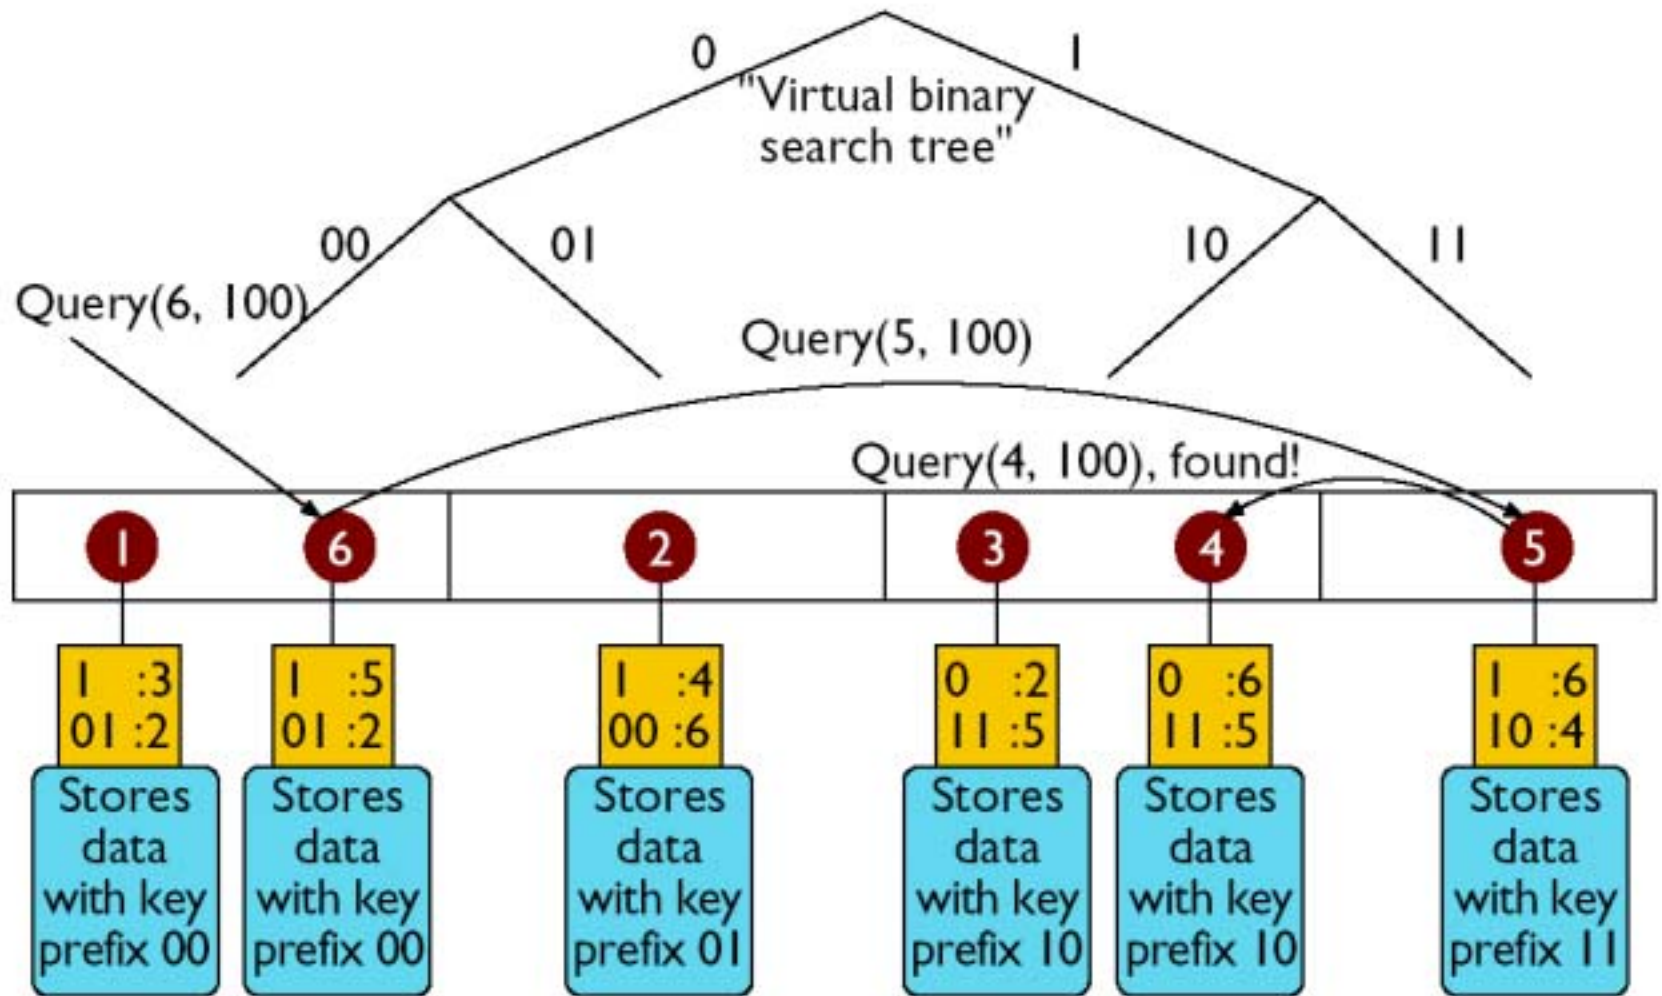 0
1
"Virtual binary
search tree"
00
01
10
11
Query(6, 100)
Query(5, 100)
Query(4, 100), found!
1
6
2
3
4
5
1 :3
01 :2
1 :5
01 :2
1 :4
00 :6
0 :2
11 :5
0 :6
11 :5
1 :6
10 :4
Stores
data
with key
prefix 00
Stores
data
with key
prefix 00
Stores
data
with key
prefix 01
Stores
data
with key
prefix 10
Stores
data
with key
prefix 10
Stores
data
with key
prefix 11